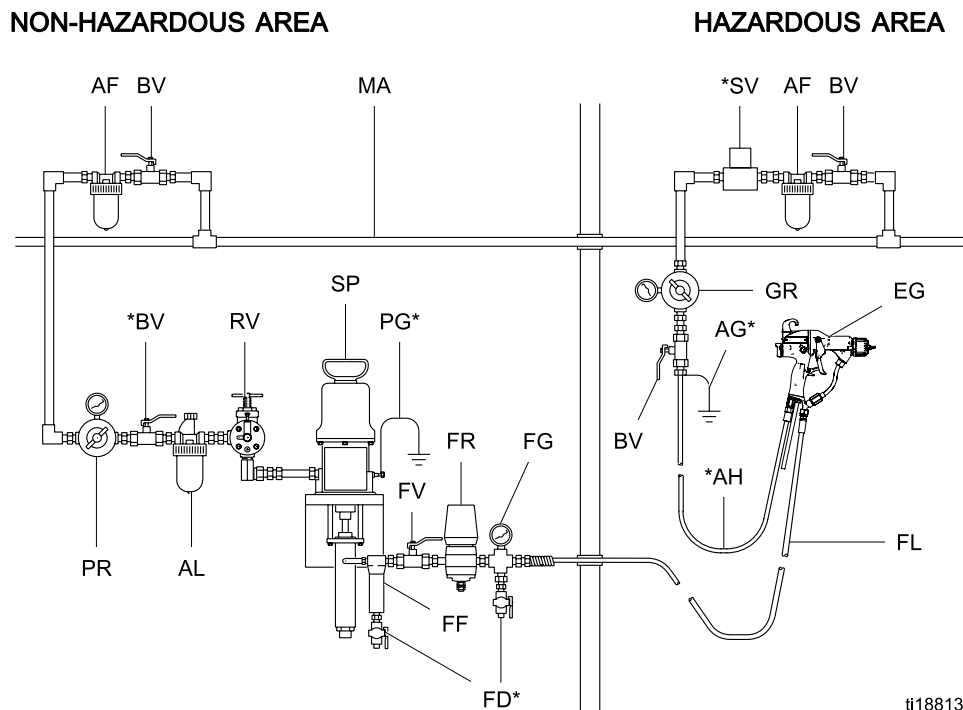 NON-HAZARDOUS AREA
HAZARDOUS AREA
AF BV MA *SV AF BV
SP GR EG
*BV RV PG* AG*
FR FG BV *AH
FV
PR AL FL
FF
FD*
ti18813